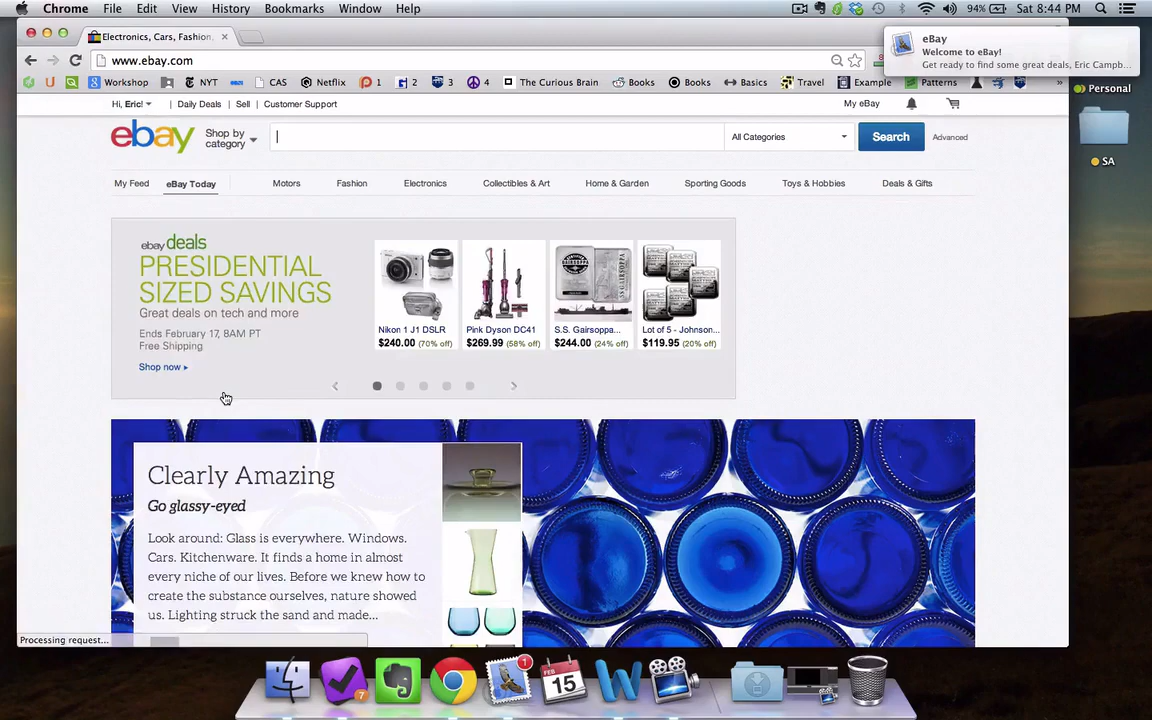 Chrome File Edit View History Bookmarks Window Help 94% Sat 8:44 PM
Electronics, Cars, Fashion,
www.ebay.com
eBay
Welcome to eBay!
Get ready to find some great deals, Eric Campb...
Workshop NYT CAS Netflix 1 2 3 4 The Curious Brain Books Books Basics Travel Example Patterns »
Personal
Hi, Eric! Daily Deals Sell Customer Support My eBay
ebay Shop by category All Categories Search Advanced
SA
My Feed eBay Today Motors Fashion Electronics Collectibles & Art Home & Garden Sporting Goods Toys & Hobbies Deals & Gifts
ebay deals
PRESIDENTIAL
SIZED SAVINGS
Great deals on tech and more
Ends February 17, 8AM PT
Free Shipping
Shop now
Nikon 1 J1 DSLR
$240.00 (70% off)
Pink Dyson DC41
$269.99 (58% off)
S.S. Gairsoppa...
$244.00 (24% off)
Lot of 5 - Johnson...
$119.95 (20% off)
Clearly Amazing
Go glassy-eyed
Look around: Glass is everywhere. Windows.
Cars. Kitchenware. It finds a home in almost
every niche of our lives. Before we knew how to
create the substance ourselves, nature showed
us. Lighting struck the sand and made...
Processing request...
7
1
FEB
15
W